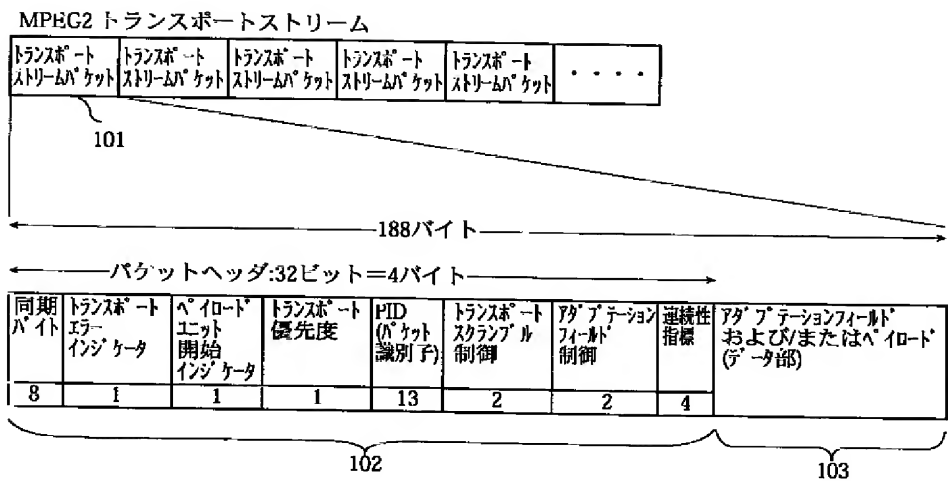 MPEG2トランスポートストリーム
トランスポート トランスポート トランスポート トランスポート トランスポート
ストリームパケット ストリームパケット ストリームパケット ストリームパケット ストリームパケット ・・・・
101
188バイト
パケットヘッダ:32ビット=4バイト
同期
バイト
8
トランスポート
エラー
インジケータ
1
ペイロード
ユニット
開始
インジケータ
1
トランスポート
優先度
1
PID
(パケット
識別子)
13
トランスポート
スクランブル
制御
2
アダプテーション
フィールド
制御
2
連続性
指標
4
アダプテーションフィールド
および/またはペイロード
(データ部)
102
103